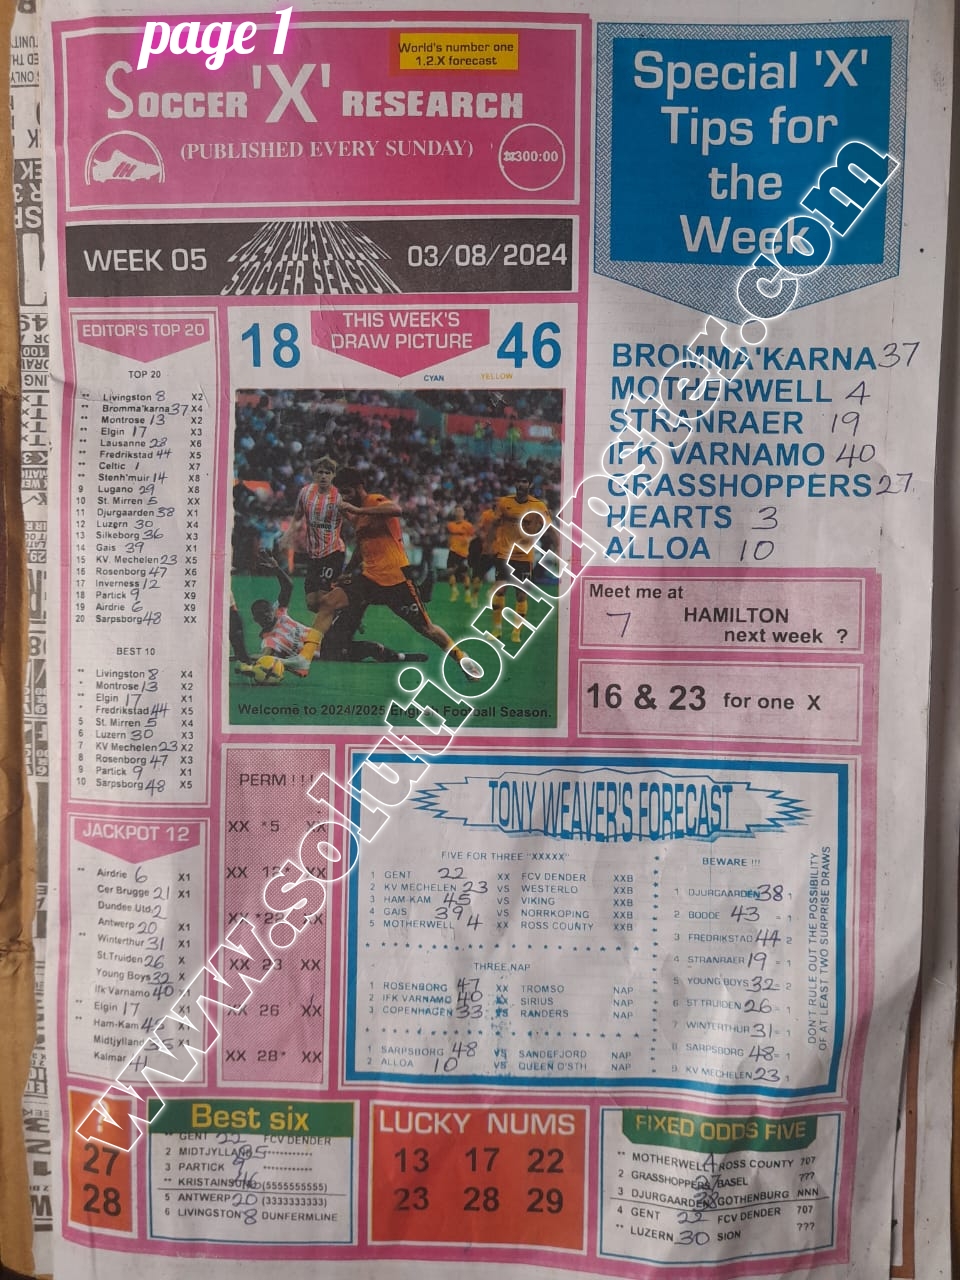 page 1
World's number one
1.2.X forecast
SOCCER 'X' RESEARCH
(PUBLISHED EVERY SUNDAY)
₦300:00
WEEK 05
2024/2025 ENGLISH
SOCCER SEASON
03/08/2024
Special 'X'
Tips for
the
Week
EDITOR'S TOP 20
TOP 20
** Livingston 8 X2
** Bromma'karna 37 X4
** Montrose 13 X2
** Elgin 17 X3
** Lausanne 28 X6
** Fredrikstad 44 X5
** Celtic 1 X7
** Stenh'muir 14 X8
9 Lugano 29 X8
10 St. Mirren 5 XX
11 Djurgaarden 38 X1
12 Luzern 30 X4
13 Silkeborg 36 X3
14 Gais 39 X1
15 KV. Mechelen 23 X5
16 Rosenborg 47 X6
17 Inverness 12 X7
18 Partick 9 X9
19 Airdrie 6 X9
20 Sarpsborg 48 XX
BEST 10
** Livingston 8 X4
* Montrose 13 X2
** Elgin 17 X1
* Fredrikstad 44 X5
5 St. Mirren 5 X4
6 Luzern 30 X3
7 KV Mechelen 23 X2
8 Rosenborg 47 X3
9 Partick 9 X1
10 Sarpsborg 48 X5
18
THIS WEEK'S
DRAW PICTURE
46
CYAN YELLOW
Welcome to 2024/2025 English Football Season.
BROMMA'KARNA 37
MOTHERWELL 4
STRANRAER 19
IFK VARNAMO 40
GRASSHOPPERS 27
HEARTS 3
ALLOA 10
Meet me at
7 HAMILTON
next week ?
16 & 23 for one X
JACKPOT 12
** Airdrie 6 X1
Cer Brugge 21 X1
Dundee Utd 2
Antwerp 20 X1
** Winterthur 31 X1
St.Truiden 26 X
Young Boys 32 X
Ifk Varnamo 40 X1
** Elgin 17 X1
** Ham-Kam 45 X1
Midtjylland 35 X1
Kalmar 41
PERM !!!
XX *5 XX
XX 12* XX
XX *22 XX
XX 23 XX
XX 26 XX
XX 28* XX
TONY WEAVER'S FORECAST
FIVE FOR THREE "XXXXX"
1 GENT 22 XX FCV DENDER XXB
2 KV MECHELEN 23 VS WESTERLO XXB
3 HAM-KAM 45 VS VIKING XXB
4 GAIS 39 VS NORRKOPING XXB
5 MOTHERWELL 4 XX ROSS COUNTY XXB
THREE NAP
1 ROSENBORG 47 XX TROMSO NAP
2 IFK VARNAMO 40 SIRIUS NAP
3 COPENHAGEN 33 VS RANDERS NAP
1 SARPSBORG 48 VS SANDEFJORD NAP
2 ALLOA 10 VS QUEEN O'STH NAP
BEWARE !!!
1 DJURGAARDEN 38 1
2 BODOE 43 = 1
3 FREDRIKSTAD 44 2
4 STRANRAER 19 = 1
5 YOUNG BOYS 32 = 2
6 ST TRUIDEN 26 = 1
7 WINTERTHUR 31 = 1
8 SARPSBORG 48 = 1
9 KV MECHELEN 23 1
DON'T RULE OUT THE POSSIBILITY
OF AT LEAST TWO SURPRISE DRAWS
27
28
Best six
** GENT 22 FCV DENDER
2 MIDTJYLLAND 35 ------------
3 PARTICK 9 ------------
** KRISTIANSUND 46 (5555555555)
5 ANTWERP 20 (3333333333)
6 LIVINGSTON 8 DUNFERMLINE
LUCKY NUMS
13 17 22
23 28 29
FIXED ODDS FIVE
** MOTHERWELL 4 ROSS COUNTY ?0?
2 GRASSHOPPERS 27 BASEL ???
3 DJURGAARDEN 38 GOTHENBURG NNN
4 GENT 22 FCV DENDER ?0?
** LUZERN 30 SION ???
www.solutiontipster.com